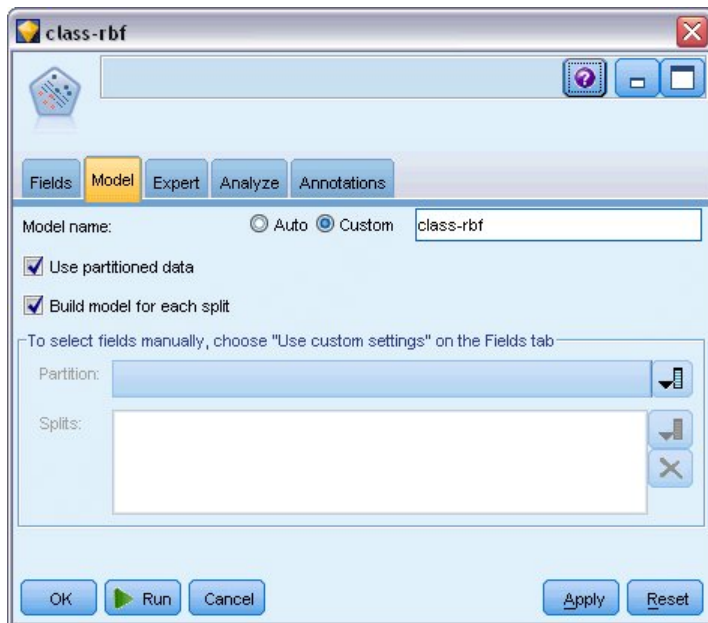 class-rbf
Fields Model Expert Analyze Annotations
Model name: Auto Custom class-rbf
Use partitioned data
Build model for each split
To select fields manually, choose "Use custom settings" on the Fields tab
Partition:
Splits:
OK Run Cancel Apply Reset